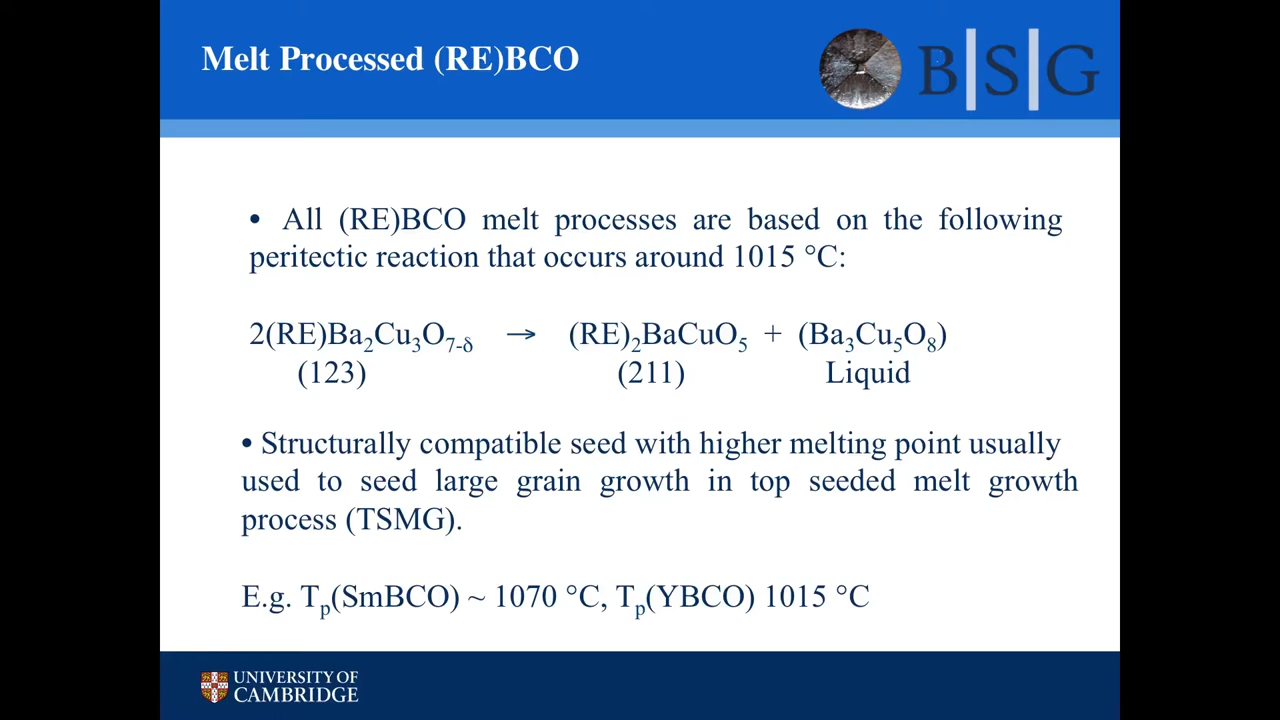 Melt Processed (RE)BCO
B|S|G
• All (RE)BCO melt processes are based on the following
peritectic reaction that occurs around 1015 °C:
2(RE)Ba₂Cu₃O₇₋δ → (RE)₂BaCuO₅ + (Ba₃Cu₅O₈)
(123) (211) Liquid
• Structurally compatible seed with higher melting point usually
used to seed large grain growth in top seeded melt growth
process (TSMG).
E.g. Tₚ(SmBCO) ~ 1070 °C, Tₚ(YBCO) 1015 °C
UNIVERSITY OF
CAMBRIDGE